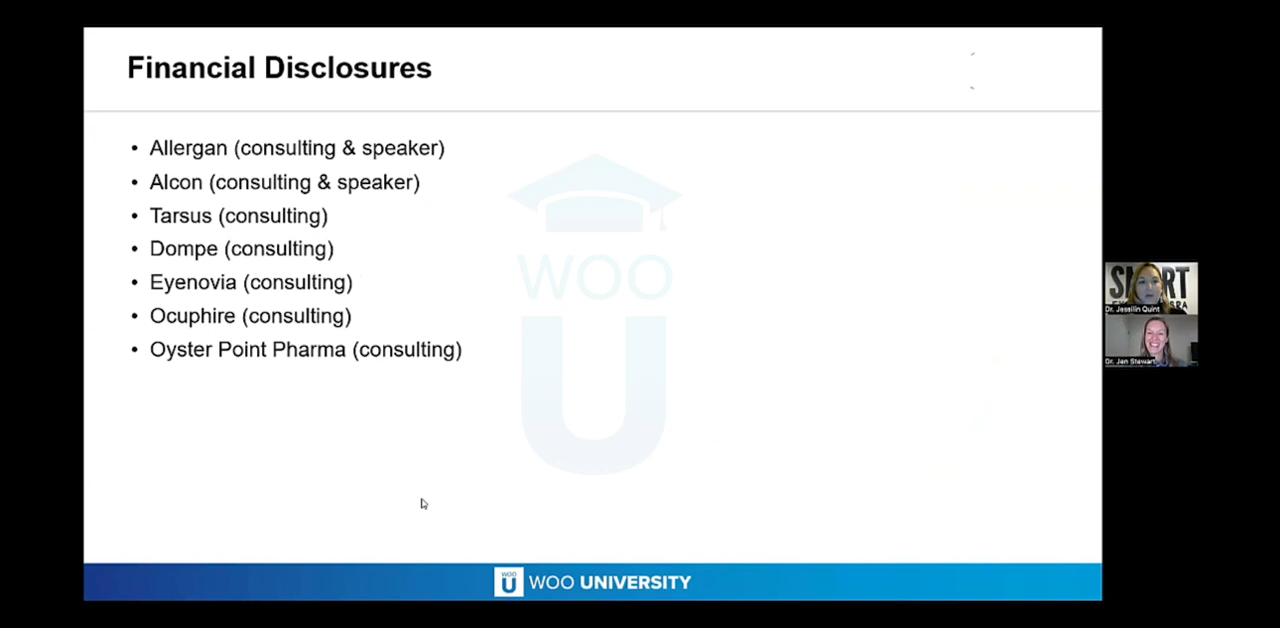 Financial Disclosures
• Allergan (consulting & speaker)
• Alcon (consulting & speaker)
• Tarsus (consulting)
• Dompe (consulting)
• Eyenovia (consulting)
• Ocuphire (consulting)
• Oyster Point Pharma (consulting)
WOO
U
Dr. Jessilin Quint
Dr. Jen Stewart
WOO
U
WOO UNIVERSITY